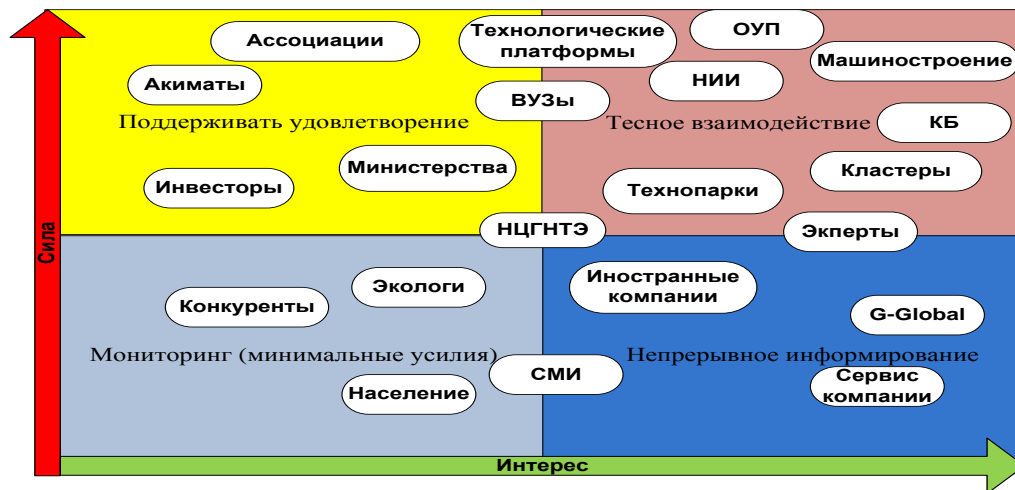 Ассоциации
Технологические
платформы
ОУП
Машиностроение
Акиматы
НИИ
ВУЗы
Поддерживать удовлетворение
Тесное взаимодействие
КБ
Министерства
Кластеры
Инвесторы
Технопарки
НЦГНТЭ
Экперты
Сила
Экологи
Иностранные
компании
Конкуренты
G-Global
Мониторинг (минимальные усилия)
Непрерывное информирование
СМИ
Население
Сервис
компании
Интерес